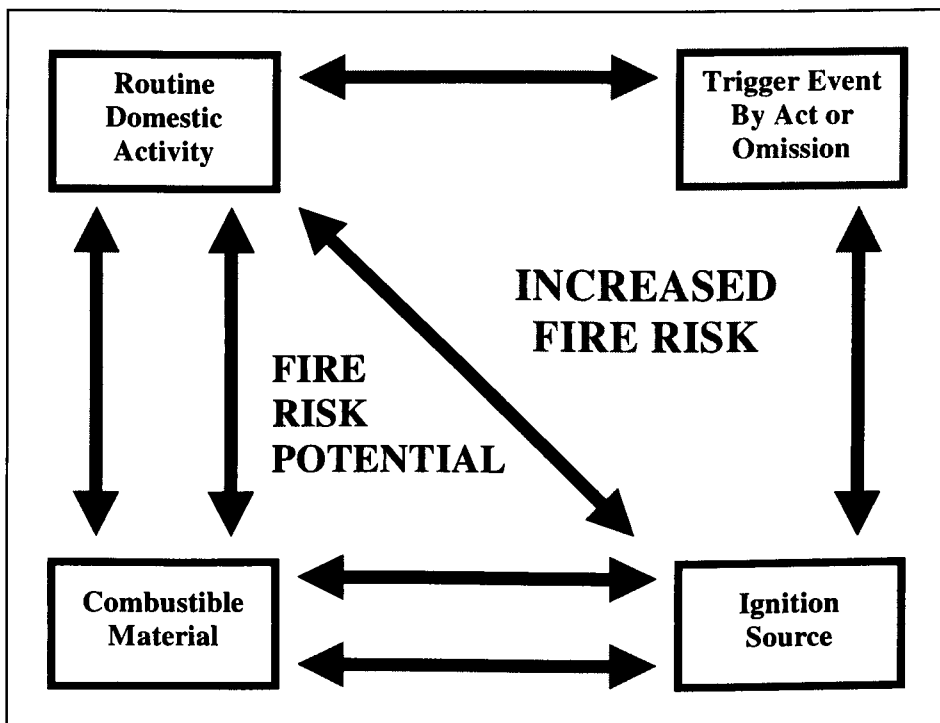 Routine
Domestic
Activity
Trigger Event
By Act or
Omission
INCREASED
FIRE RISK
FIRE
RISK
POTENTIAL
Combustible
Material
Ignition
Source